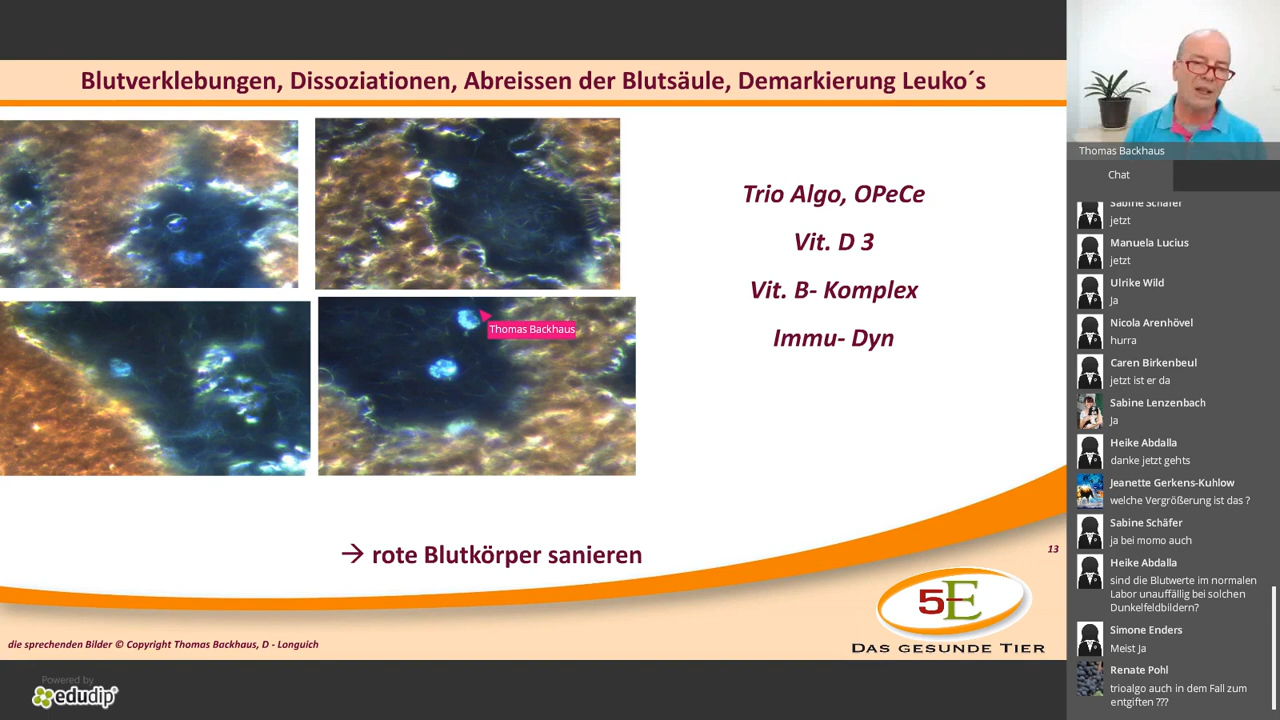 Blutverklebungen, Dissoziationen, Abreissen der Blutsäule, Demarkierung Leuko´s
Trio Algo, OPeCe
Vit. D 3
Vit. B- Komplex
Immu- Dyn
Thomas Backhaus
→ rote Blutkörper sanieren
13
5E
DAS GESUNDE TIER
die sprechenden Bilder © Copyright Thomas Backhaus, D - Longuich
Powered by
edudip
Thomas Backhaus
Chat
Sabine Schäfer
jetzt
Manuela Lucius
jetzt
Ulrike Wild
Ja
Nicola Arenhövel
hurra
Caren Birkenbeul
jetzt ist er da
Sabine Lenzenbach
Ja
Heike Abdalla
danke jetzt gehts
Jeanette Gerkens-Kuhlow
welche Vergrößerung ist das ?
Sabine Schäfer
ja bei momo auch
Heike Abdalla
sind die Blutwerte im normalen
Labor unauffällig bei solchen
Dunkelfeldbildern?
Simone Enders
Meist Ja
Renate Pohl
trioalgo auch in dem Fall zum
entgiften ???